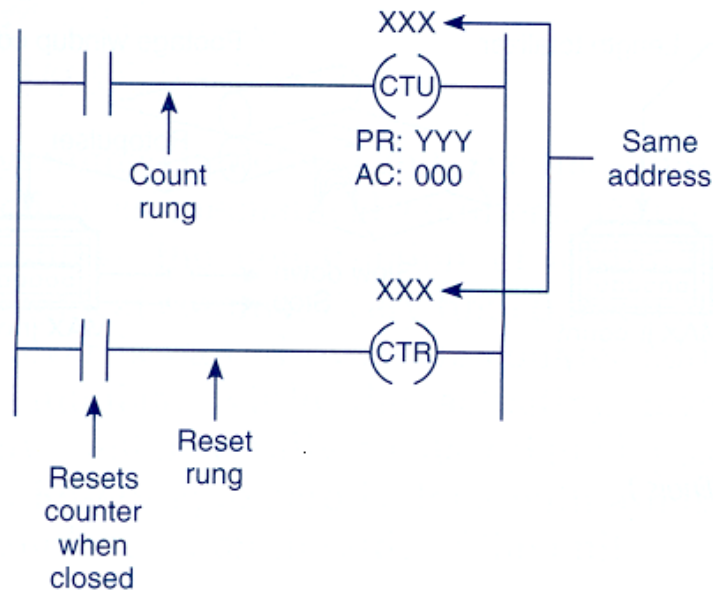 XXX
CTU
PR: YYY
AC: 000
Count
rung
Same
address
XXX
CTR
Reset
rung
Resets
counter
when
closed